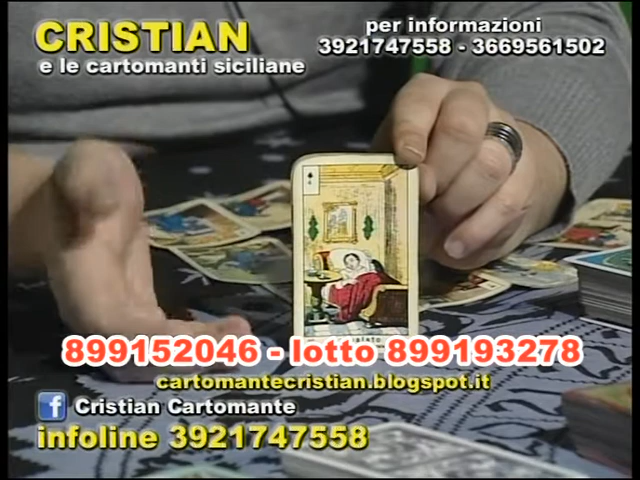 CRISTIAN
e le cartomanti siciliane
per informazioni
3921747558 - 3669561502
899152046 - lotto 899193278
cartomantecristian.blogspot.it
f Cristian Cartomante
infoline 3921747558